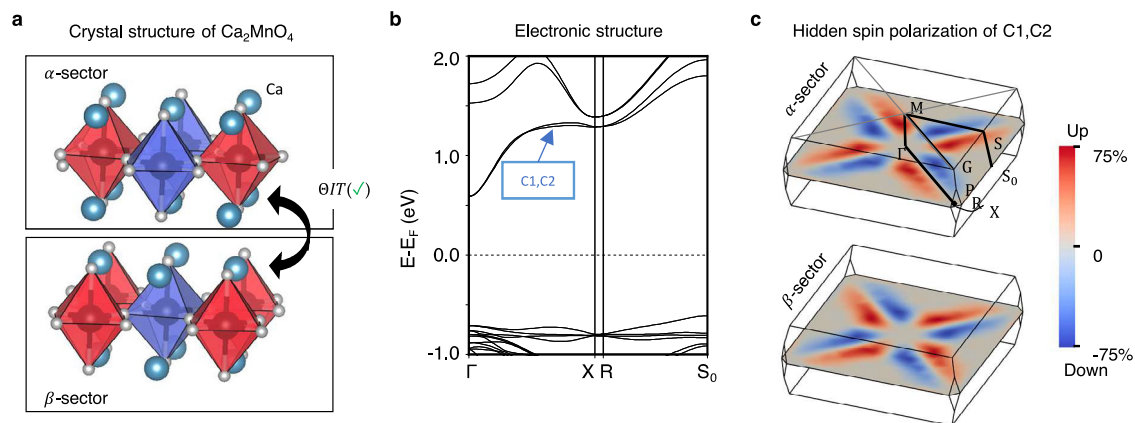 a
Crystal structure of Ca₂MnO₄
α-sector
Ca
ΘIT(✓)
β-sector
b
Electronic structure
E-E_F (eV)
2.0
1.0
0.0
-1.0
C1,C2
Γ
X R
S₀
c
Hidden spin polarization of C1,C2
α-sector
M
Γ
S
G
S₀
P
R
X
β-sector
Up
75%
0
-75%
Down